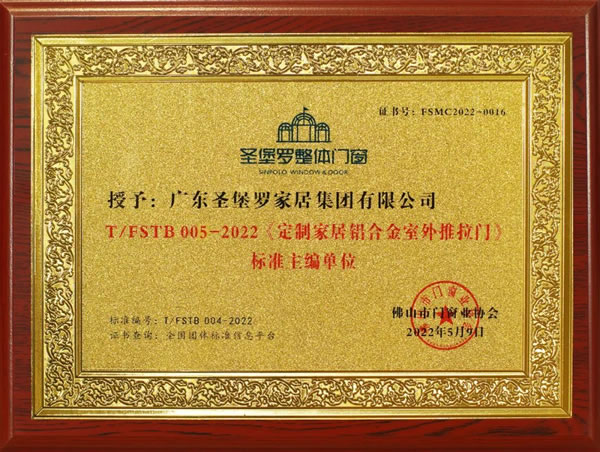 证书号：FSMC2022-0016
圣堡罗整体门窗
SINPOLO WINDOW & DOOR
授予：广东圣堡罗家居集团有限公司
T/FSTB 005-2022《定制家居铝合金室外推拉门》
标准主编单位
标准编号：T/FSTB 004-2022
证书查询：全国团体标准信息平台
佛山市门窗业协会
2022年5月9日